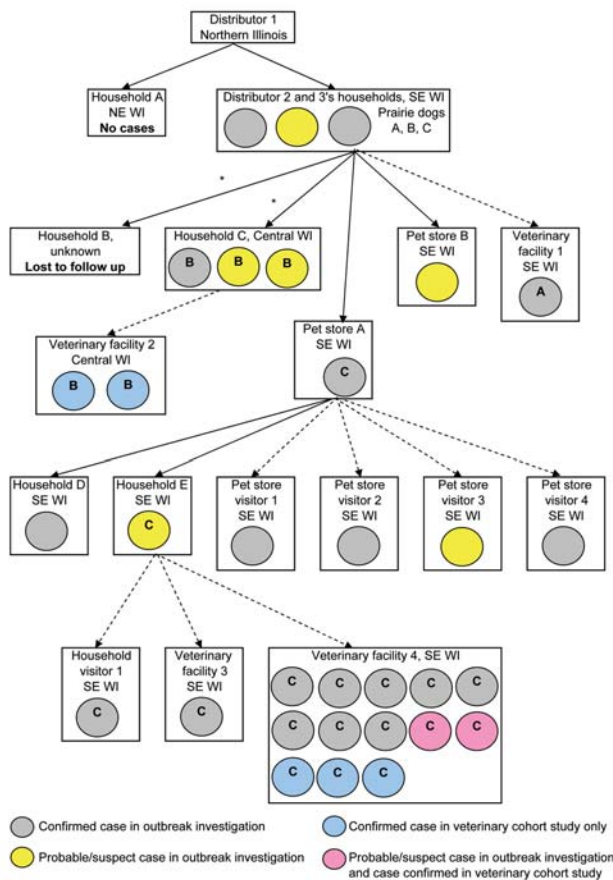 Distributor 1
Northern Illinois
Household A
NE WI
No cases
Distributor 2 and 3's households, SE WI
Prairie dogs
A, B, C
*
*
Household B,
unknown
Lost to follow up
Household C, Central WI
B
B
B
Pet store B
SE WI
Veterinary
facility 1
SE WI
A
Veterinary facility 2
Central WI
B
B
Pet store A
SE WI
C
Household D
SE WI
Household E
SE WI
C
Pet store
visitor 1
SE WI
Pet store
visitor 2
SE WI
Pet store
visitor 3
SE WI
Pet store
visitor 4
SE WI
Household
visitor 1
SE WI
C
Veterinary
facility 3
SE WI
C
Veterinary facility 4, SE WI
C C C C C
C C C C C
C C C
Confirmed case in outbreak investigation
Probable/suspect case in outbreak investigation
Confirmed case in veterinary cohort study only
Probable/suspect case in outbreak investigation
and case confirmed in veterinary cohort study